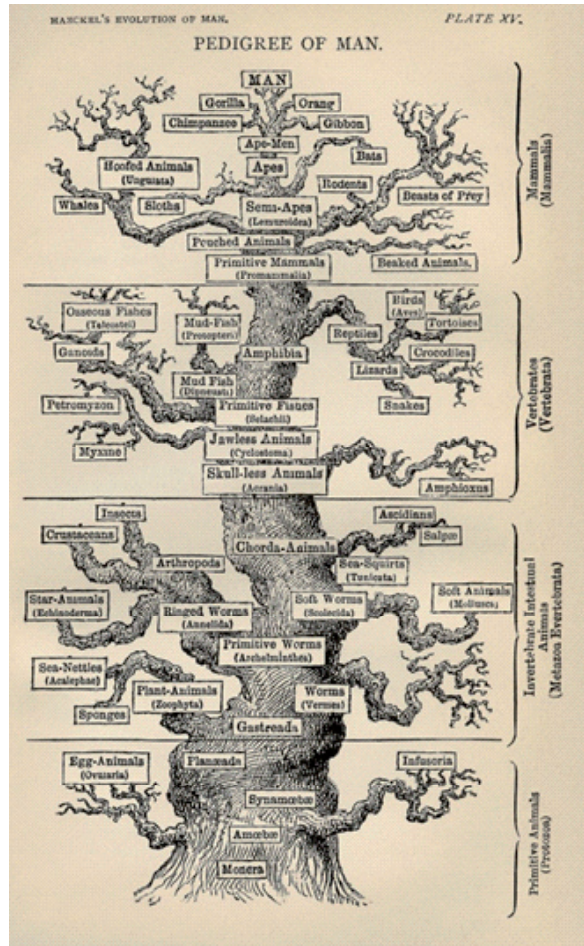 HAECKEL'S EVOLUTION OF MAN.
PLATE XV.
PEDIGREE OF MAN.
MAN
Gorilla
Orang
Chimpanzee
Gibbon
Ape-Men
Bats
Hoofed Animals
(Ungulata)
Apes
Rodents
Beasts of Prey
Whales
Sloths
Semi-Apes
(Lemuroidea)
Pouched Animals
Primitive Mammals
(Promammalia)
Beaked Animals.
Mammals
(Mammalia)
Osseous Fishes
(Teleostei)
Mud-Fish
(Protopteri)
Birds
(Aves)
Tortoises
Reptiles
Ganoids
Amphibia
Crocodiles
Lizards
Mud Fish
(Dipneusti)
Petromyzon
Primitive Fishes
(Selachii)
Snakes
Myxine
Jawless Animals
(Cyclostoma)
Skull-less Animals
(Acrania)
Amphioxus
Vertebrates
(Vertebrata)
Insects
Crustaceans
Ascidians
Salpæ
Chorda-Animals
Arthropods
Sea-Squirts
(Tunicata)
Star-Animals
(Echinoderma)
Ringed Worms
(Annelida)
Soft Worms
(Scolecida)
Soft Animals
(Mollusca)
Primitive Worms
(Archelminthes)
Sea-Nettles
(Acalephae)
Plant-Animals
(Zoophyta)
Worms
(Vermes)
Sponges
Gastreada
Invertebrate Intestinal
Animals
(Metazoa Evertebrata)
Egg-Animals
(Ovularia)
Planæada
Infusoria
Synamœbæ
Amœbæ
Monera
Primitive Animals
(Protozoa)